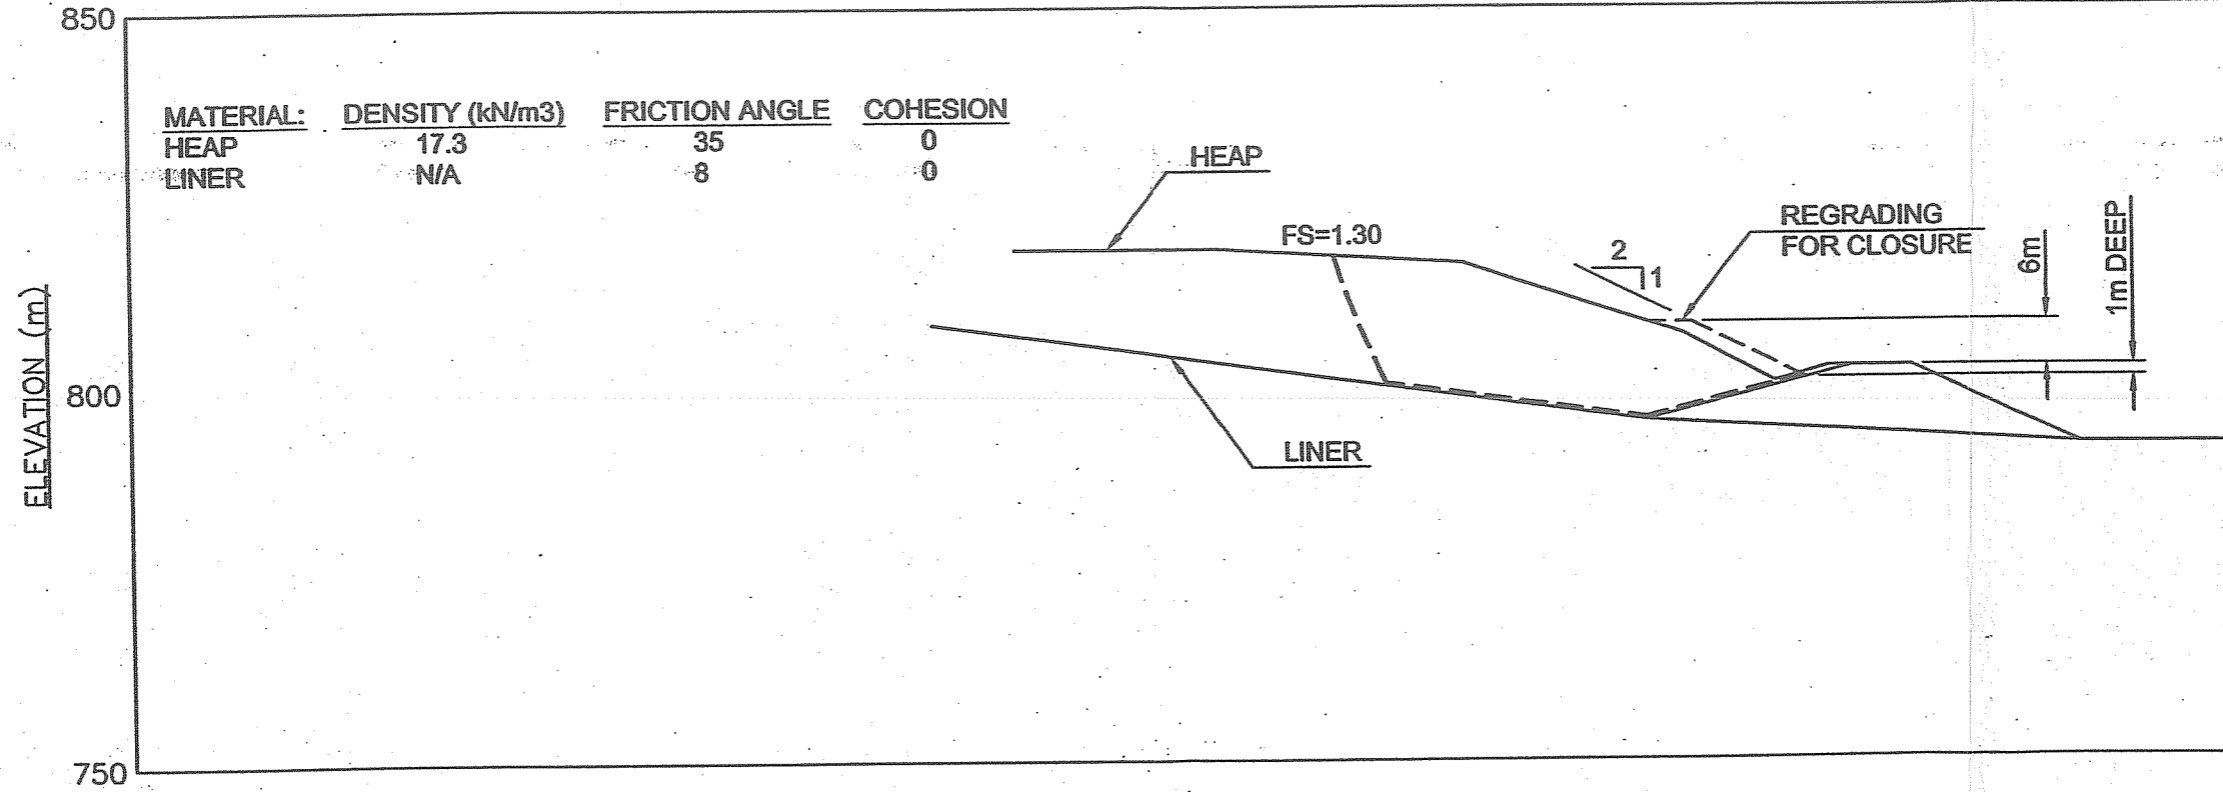 850
MATERIAL: DENSITY (kN/m3) FRICTION ANGLE COHESION
HEAP 17.3 35 0
LINER N/A 8 0
HEAP
FS=1.30
2
1
REGRADING
FOR CLOSURE
6m
1m DEEP
ELEVATION (m)
800
LINER
750